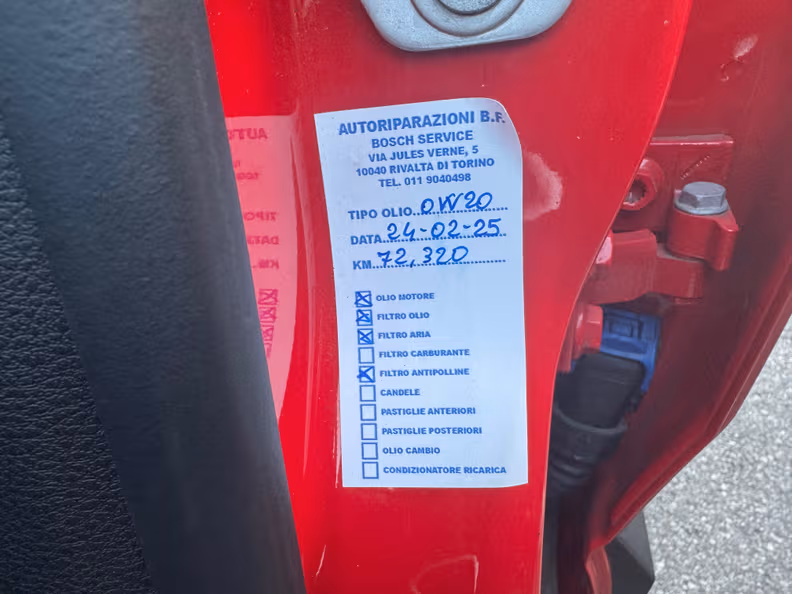 AUTORIPARAZIONI B.F.
BOSCH SERVICE
VIA JULES VERNE, 5
10040 RIVALTA DI TORINO
TEL. 011 9040498
TIPO OLIO...0W20
DATA...24-02-25
KM...72,320
OLIO MOTORE
FILTRO OLIO
FILTRO ARIA
FILTRO CARBURANTE
FILTRO ANTIPOLLINE
CANDELE
PASTIGLIE ANTERIORI
PASTIGLIE POSTERIORI
OLIO CAMBIO
CONDIZIONATORE RICARICA